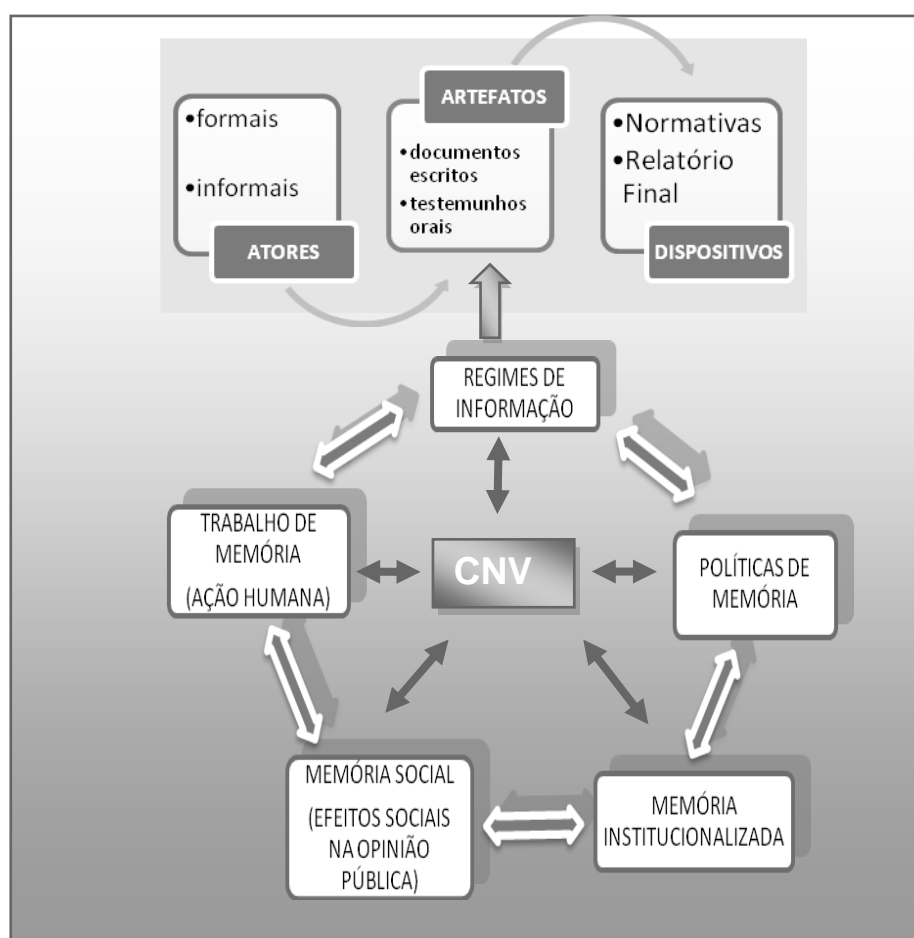 •formais
•informais
ATORES
ARTEFATOS
•documentos
escritos
•testemunhos
orais
•Normativas
•Relatório
Final
DISPOSITIVOS
REGIMES DE
INFORMAÇÃO
TRABALHO DE
MEMÓRIA
(AÇÃO HUMANA)
CNV
POLÍTICAS DE
MEMÓRIA
MEMÓRIA SOCIAL
(EFEITOS SOCIAIS
NA OPINIÃO
PÚBLICA)
MEMÓRIA
INSTITUCIONALIZADA